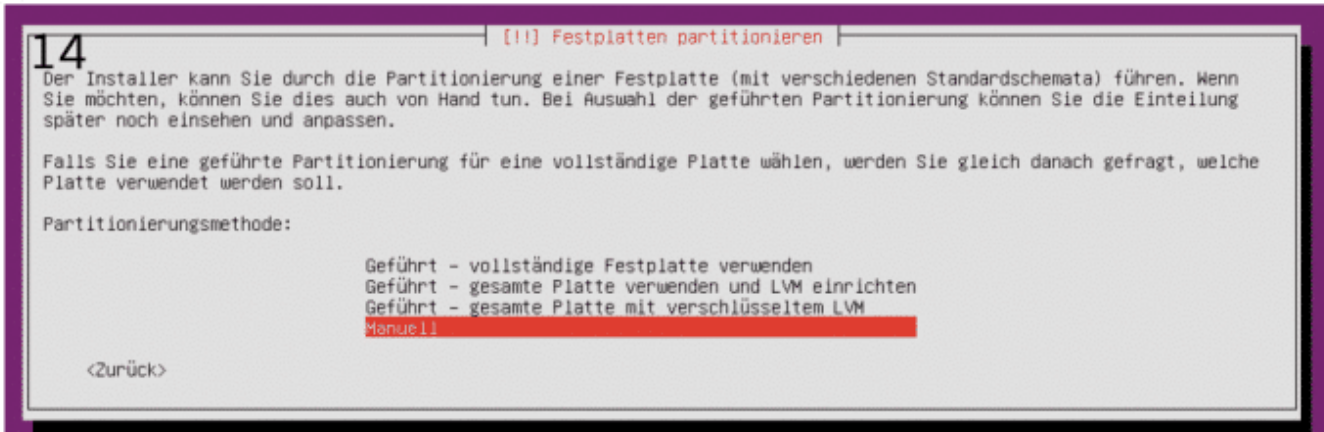 [!!] Festplatten partitionieren
14
Der Installer kann Sie durch die Partitionierung einer Festplatte (mit verschiedenen Standardschemata) führen. Wenn
Sie möchten, können Sie dies auch von Hand tun. Bei Auswahl der geführten Partitionierung können Sie die Einteilung
später noch einsehen und anpassen.
Falls Sie eine geführte Partitionierung für eine vollständige Platte wählen, werden Sie gleich danach gefragt, welche
Platte verwendet werden soll.
Partitionierungsmethode:
Geführt - vollständige Festplatte verwenden
Geführt - gesamte Platte verwenden und LVM einrichten
Geführt - gesamte Platte mit verschlüsseltem LVM
Manuell
<Zurück>